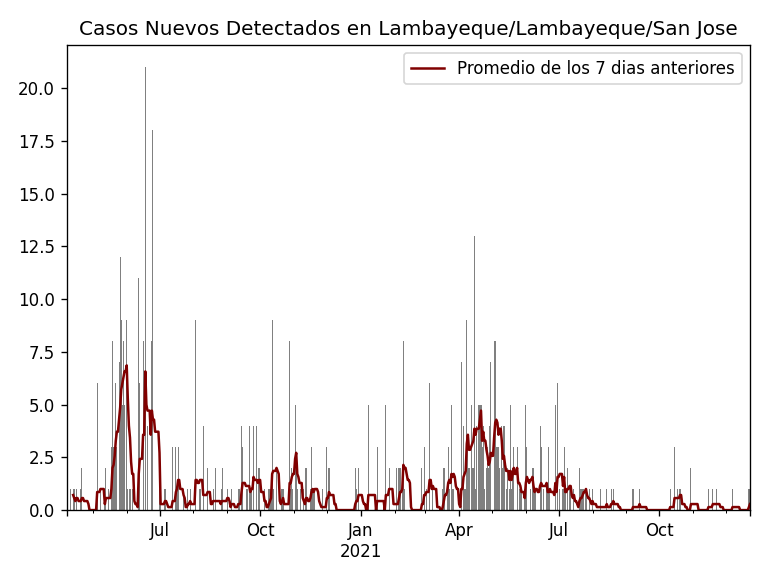 Casos Nuevos Detectados en Lambayeque/Lambayeque/San Jose
Promedio de los 7 dias anteriores
20.0
17.5
15.0
12.5
10.0
7.5
5.0
2.5
0.0
Jul
Oct
Jan
2021
Apr
Jul
Oct